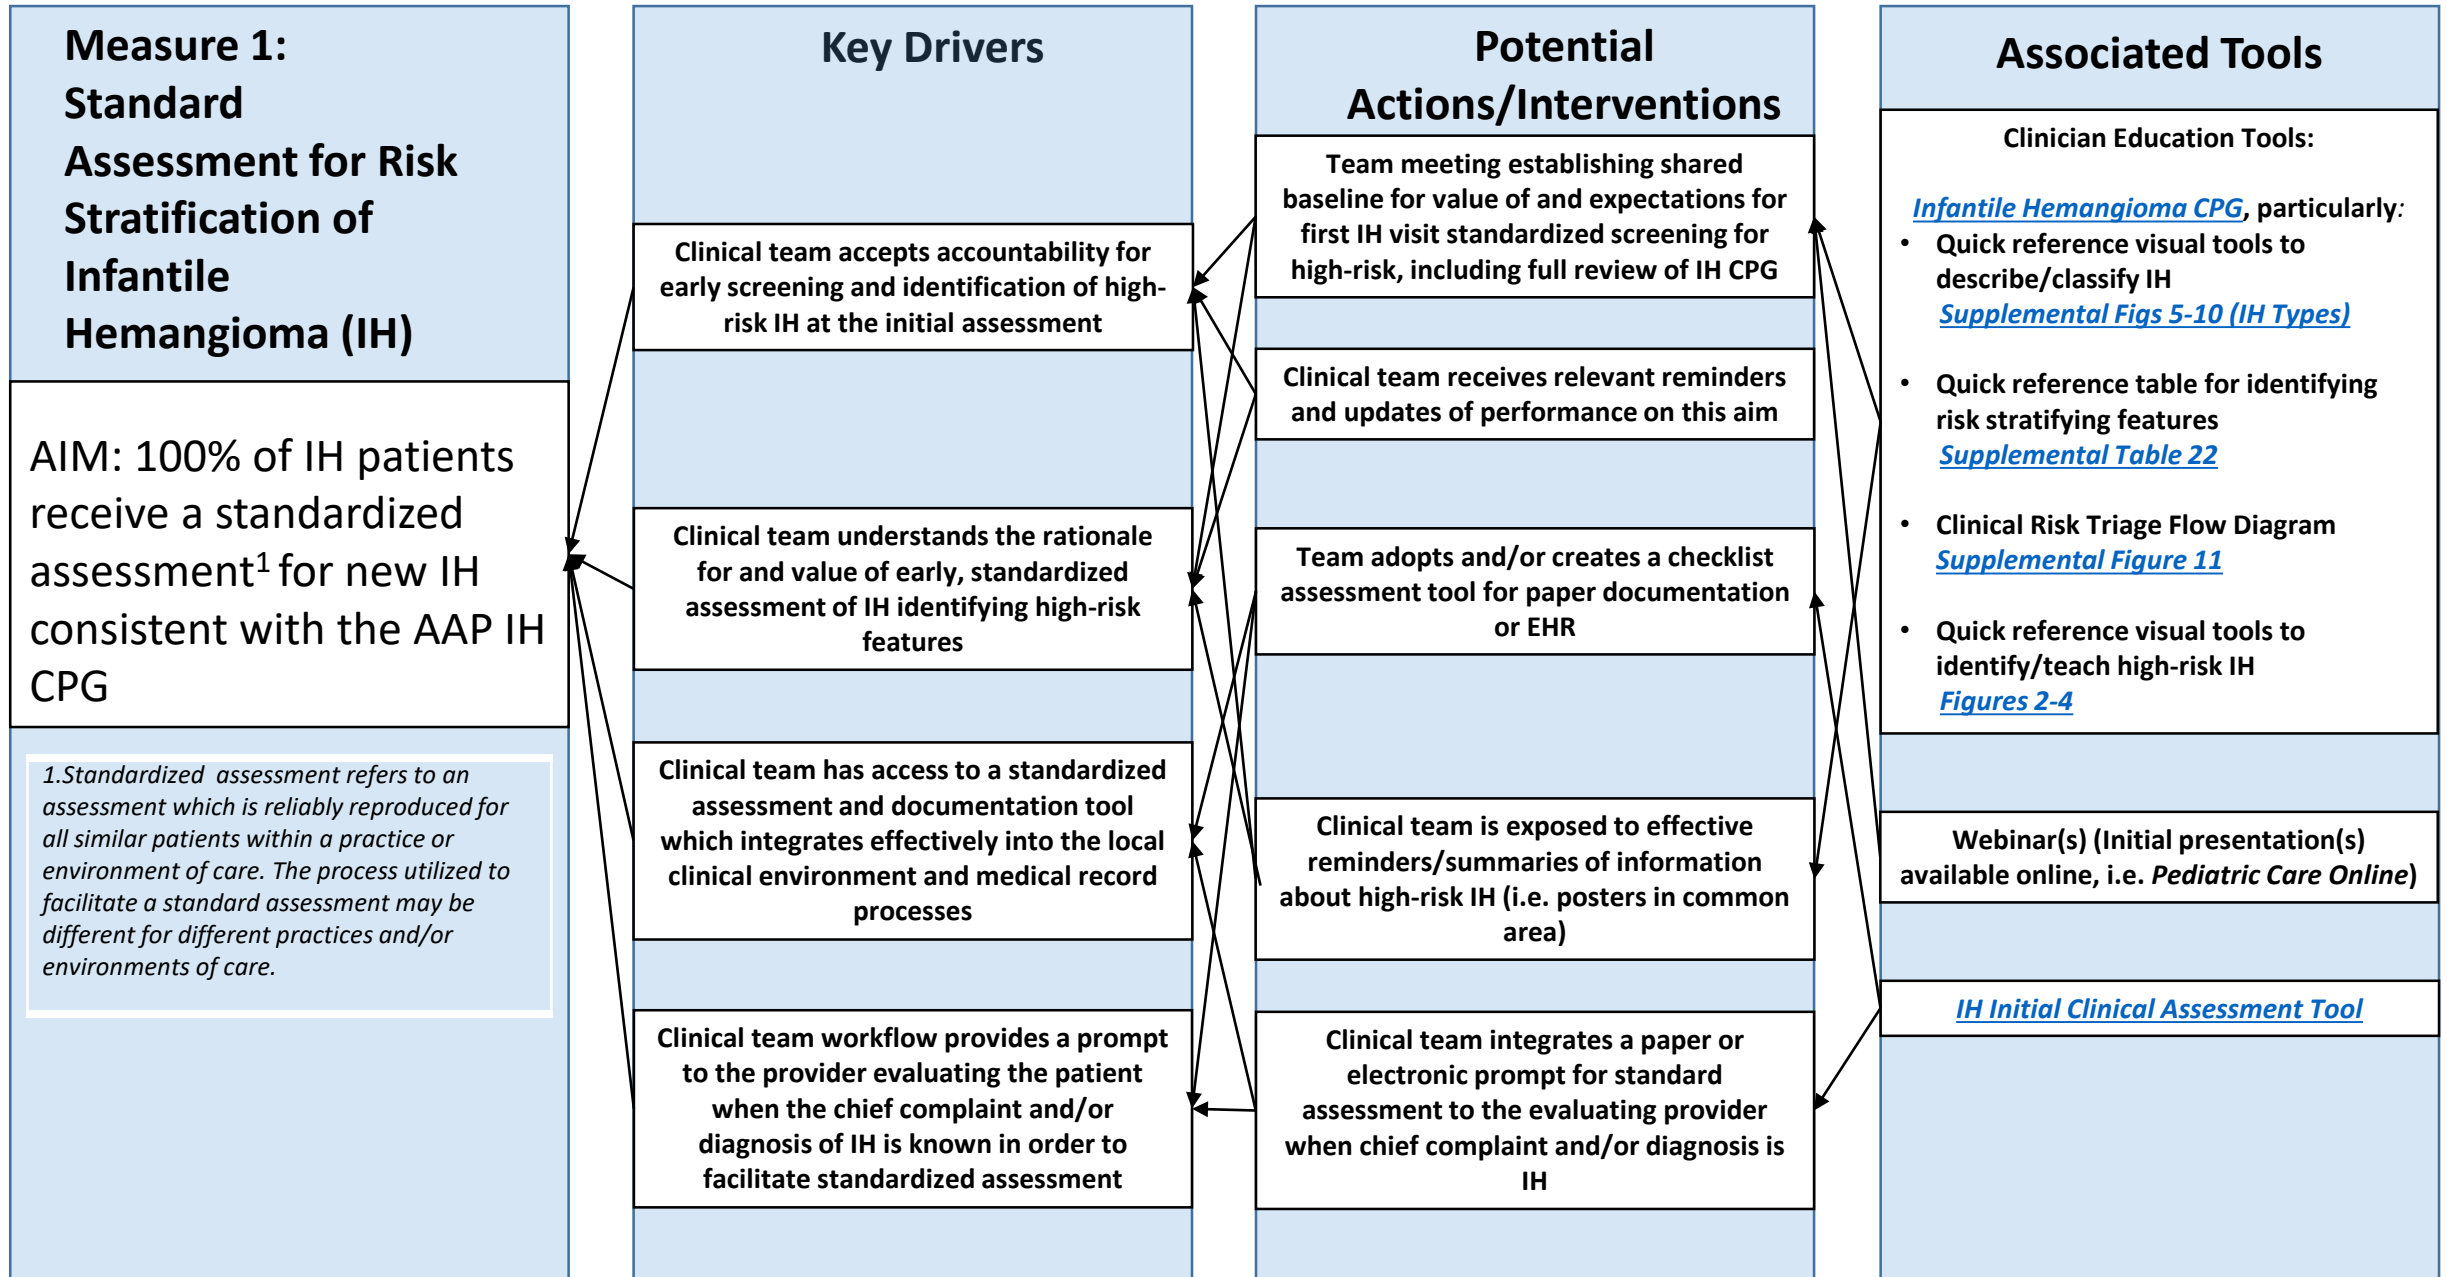 Measure 1:
Standard
Assessment for Risk
Stratification of
Infantile
Hemangioma (IH)
AIM: 100% of IH patients
receive a standardized
assessment1 for new IH
consistent with the AAP IH
CPG
1.Standardized  assessment refers to an
assessment which is reliably reproduced for
all similar patients within a practice or
environment of care. The process utilized to
facilitate a standard assessment may be
different for different practices and/or
environments of care.
Key Drivers
Clinical team accepts accountability for
early screening and identification of high-
risk IH at the initial assessment
Clinical team understands the rationale
for and value of early, standardized
assessment of IH identifying high-risk
features
Clinical team has access to a standardized
assessment and documentation tool
which integrates effectively into the local
clinical environment and medical record
processes
Clinical team workflow provides a prompt
to the provider evaluating the patient
when the chief complaint and/or
diagnosis of IH is known in order to
facilitate standardized assessment
Potential
Actions/Interventions
Team meeting establishing shared
baseline for value of and expectations for
first IH visit standardized screening for
high-risk, including full review of IH CPG
Clinical team receives relevant reminders
and updates of performance on this aim
Team adopts and/or creates a checklist
assessment tool for paper documentation
or EHR
Clinical team is exposed to effective
reminders/summaries of information
about high-risk IH (i.e. posters in common
area)
Clinical team integrates a paper or
electronic prompt for standard
assessment to the evaluating provider
when chief complaint and/or diagnosis is
IH
Associated Tools
Clinician Education Tools:
Infantile Hemangioma CPG, particularly:
• Quick reference visual tools to
describe/classify IH
Supplemental Figs 5-10 (IH Types)
• Quick reference table for identifying
risk stratifying features
Supplemental Table 22
• Clinical Risk Triage Flow Diagram
Supplemental Figure 11
• Quick reference visual tools to
identify/teach high-risk IH
Figures 2-4
Webinar(s) (Initial presentation(s)
available online, i.e. Pediatric Care Online)
IH Initial Clinical Assessment Tool